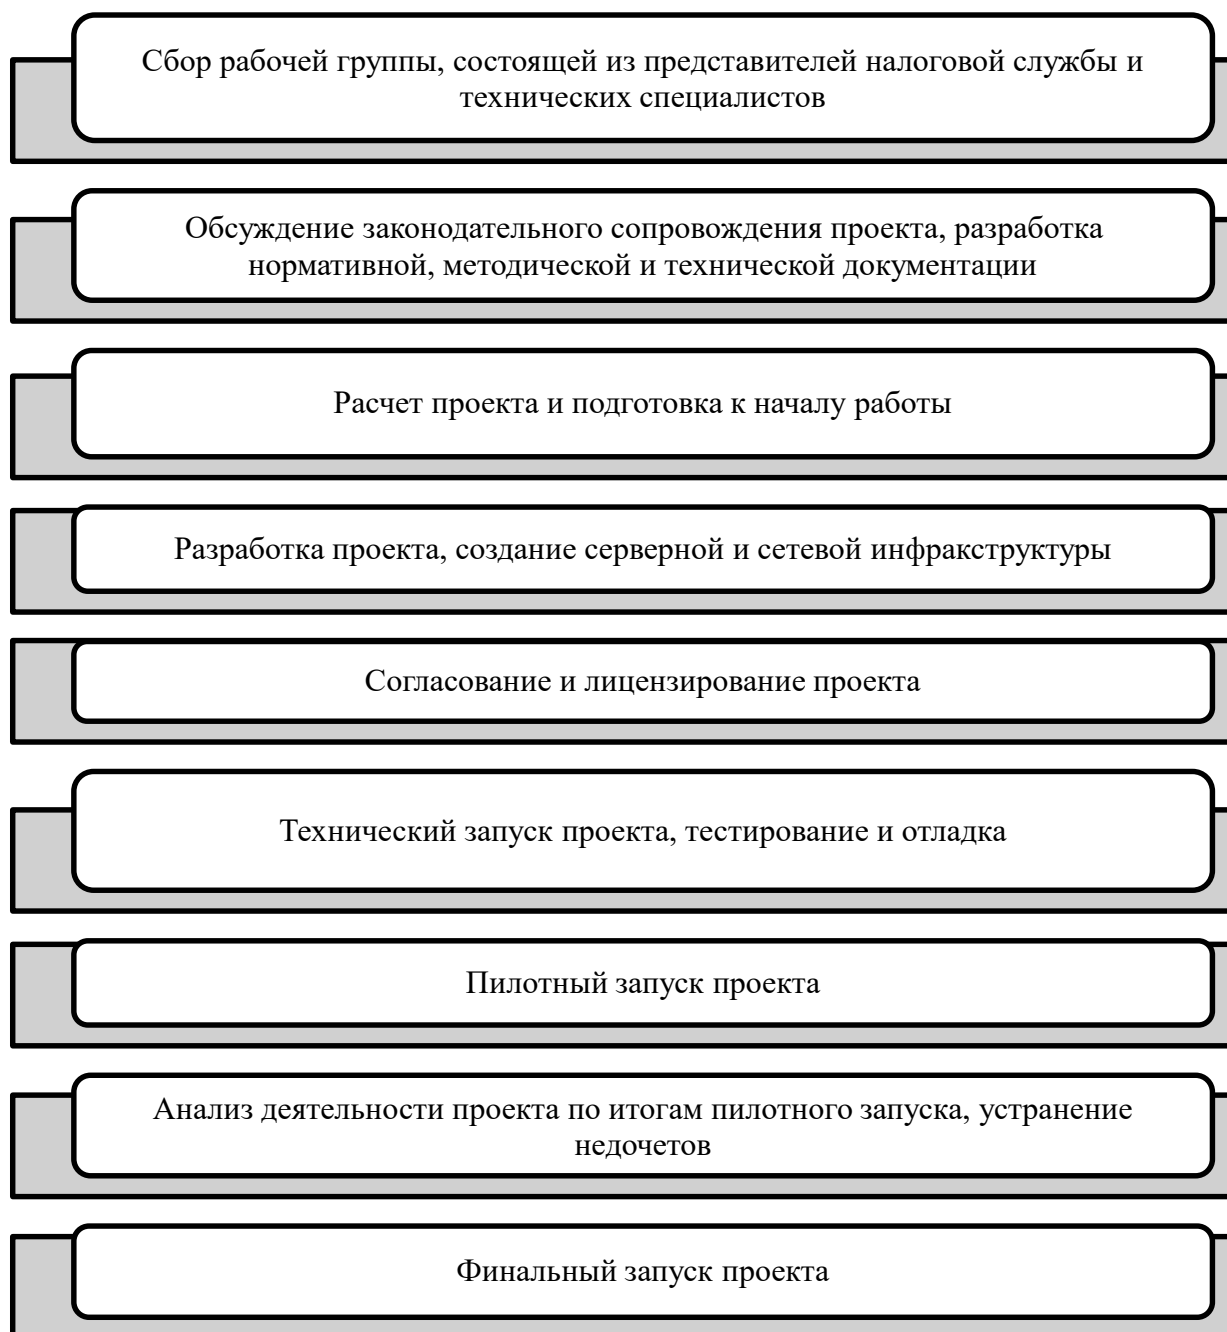 Сбор рабочей группы, состоящей из представителей налоговой службы и
технических специалистов
Обсуждение законодательного сопровождения проекта, разработка
нормативной, методической и технической документации
Расчет проекта и подготовка к началу работы
Разработка проекта, создание серверной и сетевой инфракструктуры
Согласование и лицензирование проекта
Технический запуск проекта, тестирование и отладка
Пилотный запуск проекта
Анализ деятельности проекта по итогам пилотного запуска, устранение
недочетов
Финальный запуск проекта